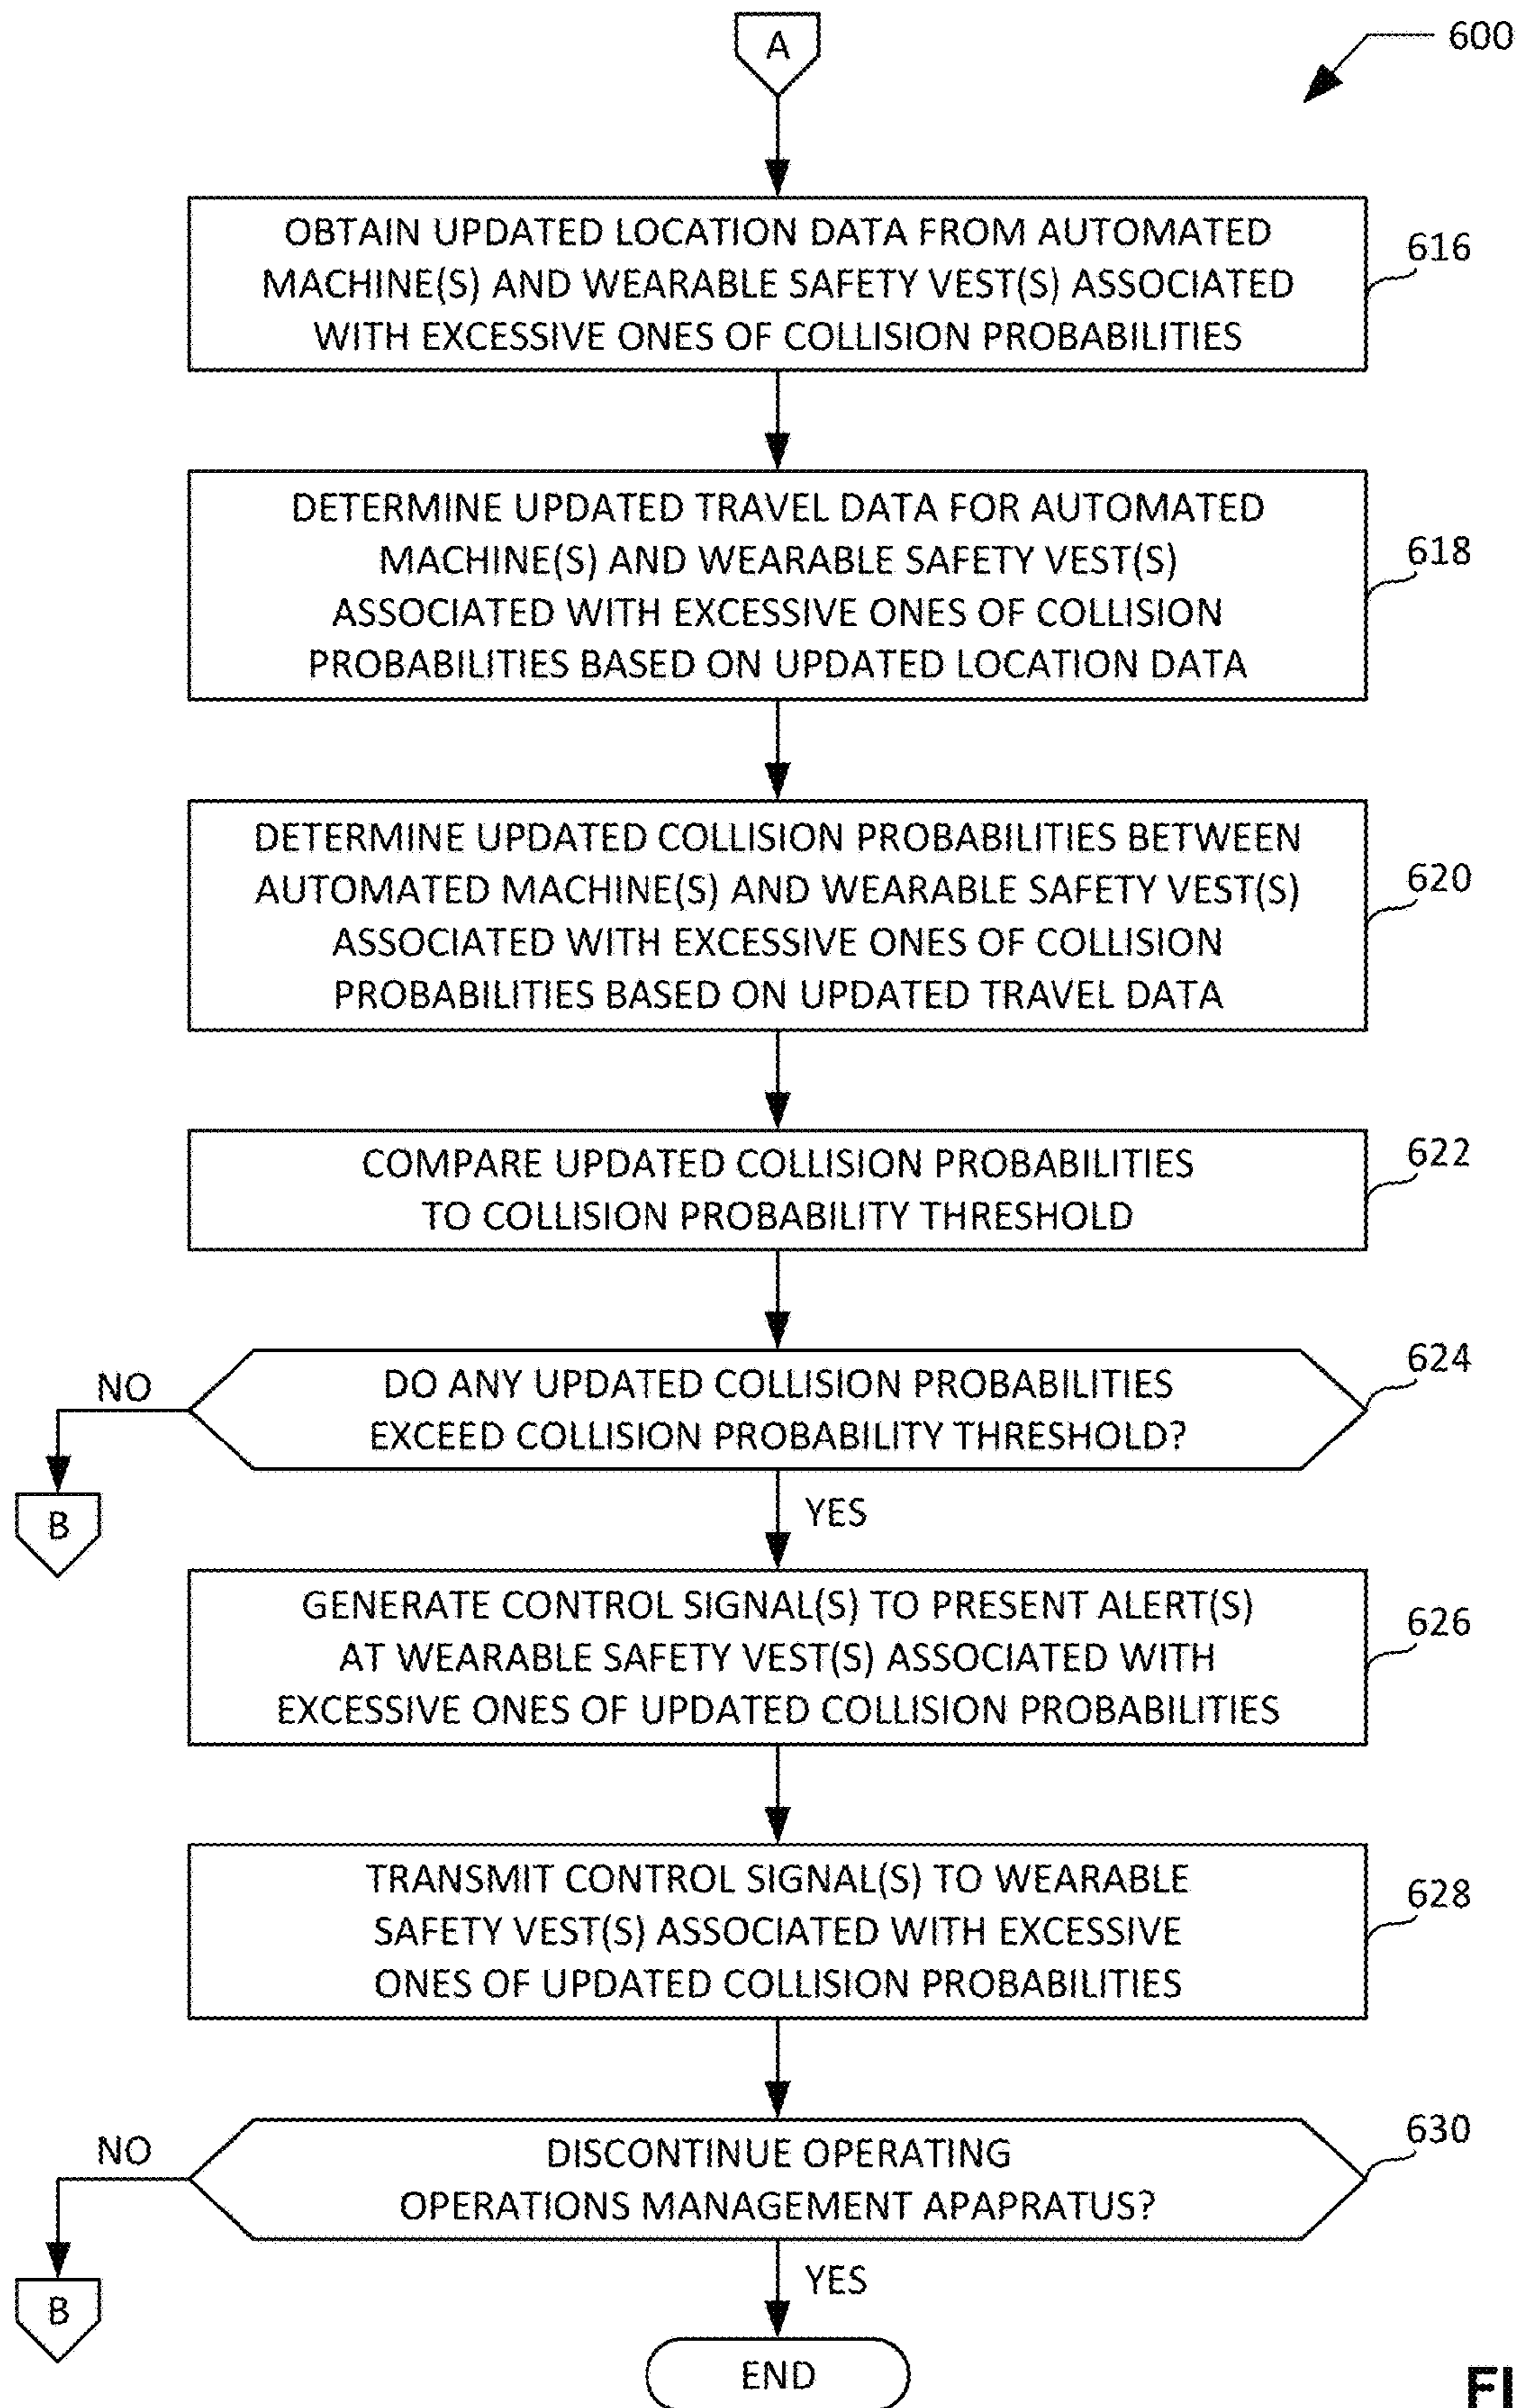 A
600
OBTAIN UPDATED LOCATION DATA FROM AUTOMATED
MACHINE(S) AND WEARABLE SAFETY VEST(S) ASSOCIATED
WITH EXCESSIVE ONES OF COLLISION PROBABILITIES
616
DETERMINE UPDATED TRAVEL DATA FOR AUTOMATED
MACHINE(S) AND WEARABLE SAFETY VEST(S)
ASSOCIATED WITH EXCESSIVE ONES OF COLLISION
PROBABILITIES BASED ON UPDATED LOCATION DATA
618
DETERMINE UPDATED COLLISION PROBABILITIES BETWEEN
AUTOMATED MACHINE(S) AND WEARABLE SAFETY VEST(S)
ASSOCIATED WITH EXCESSIVE ONES OF COLLISION
PROBABILITIES BASED ON UPDATED TRAVEL DATA
620
COMPARE UPDATED COLLISION PROBABILITIES
TO COLLISION PROBABILITY THRESHOLD
622
DO ANY UPDATED COLLISION PROBABILITIES
EXCEED COLLISION PROBABILITY THRESHOLD?
624
NO
B
YES
GENERATE CONTROL SIGNAL(S) TO PRESENT ALERT(S)
AT WEARABLE SAFETY VEST(S) ASSOCIATED WITH
EXCESSIVE ONES OF UPDATED COLLISION PROBABILITIES
626
TRANSMIT CONTROL SIGNAL(S) TO WEARABLE
SAFETY VEST(S) ASSOCIATED WITH EXCESSIVE
ONES OF UPDATED COLLISION PROBABILITIES
628
DISCONTINUE OPERATING
OPERATIONS MANAGEMENT APAPRATUS?
630
NO
B
YES
END
FI